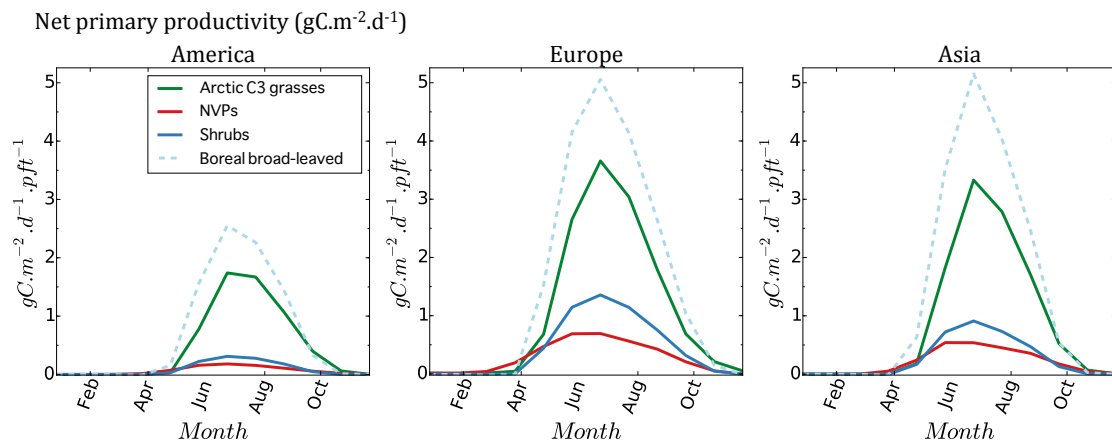 Net primary productivity (gC.m-2.d-1)
America
Europe
Asia
Arctic C3 grasses
NVPs
Shrubs
Boreal broad-leaved
gC.m−2.d−1.pft−1
5
4
3
2
1
0
Feb
Apr
Jun
Aug
Oct
Month
gC.m−2.d−1.pft−1
5
4
3
2
1
0
Feb
Apr
Jun
Aug
Oct
Month
gC.m−2.d−1.pft−1
5
4
3
2
1
0
Feb
Apr
Jun
Aug
Oct
Month